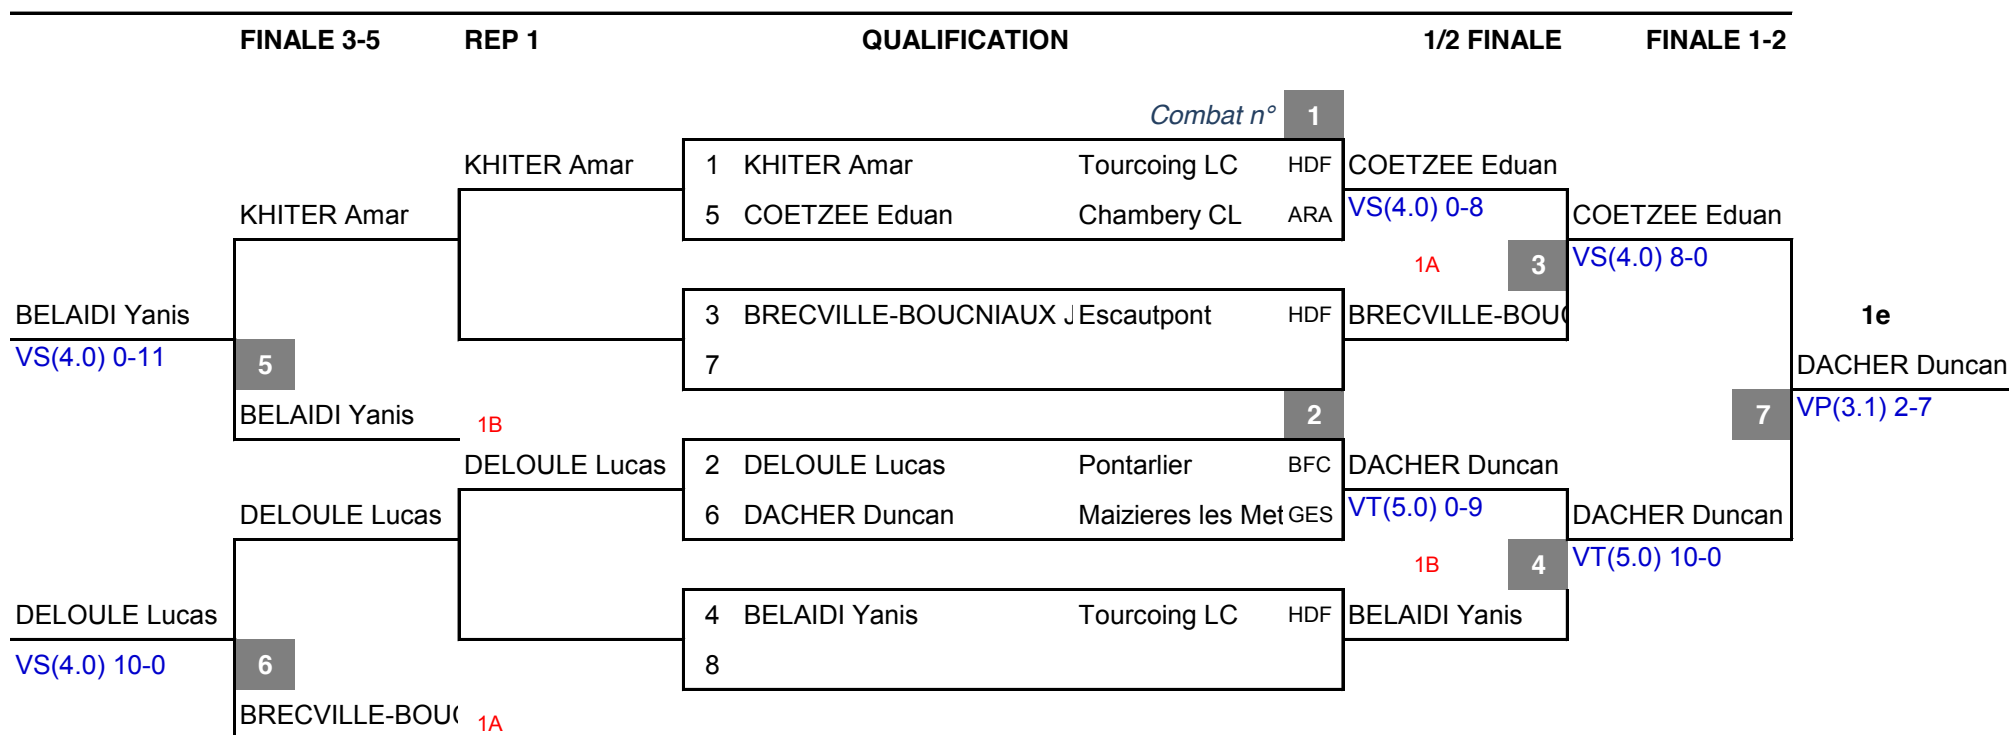 FINALE 3-5 REP 1 QUALIFICATION 1/2 FINALE FINALE 1-2
Combat n° 1
KHITER Amar 1 KHITER Amar Tourcoing LC HDF COETZEE Eduan
KHITER Amar 5 COETZEE Eduan Chambery CL ARA VS(4.0) 0-8 COETZEE Eduan
1A 3 VS(4.0) 8-0
BELAIDI Yanis 3 BRECVILLE-BOUCNIAUX J Escautpont HDF BRECVILLE-BOUC 1e
VS(4.0) 0-11 5 7 DACHER Duncan
BELAIDI Yanis 1B 2 7 VP(3.1) 2-7
DELOULE Lucas 2 DELOULE Lucas Pontarlier BFC DACHER Duncan
DELOULE Lucas 6 DACHER Duncan Maizieres les Met GES VT(5.0) 0-9 DACHER Duncan
1B 4 VT(5.0) 10-0
DELOULE Lucas 4 BELAIDI Yanis Tourcoing LC HDF BELAIDI Yanis
VS(4.0) 10-0 6 8
BRECVILLE-BOUC 1A